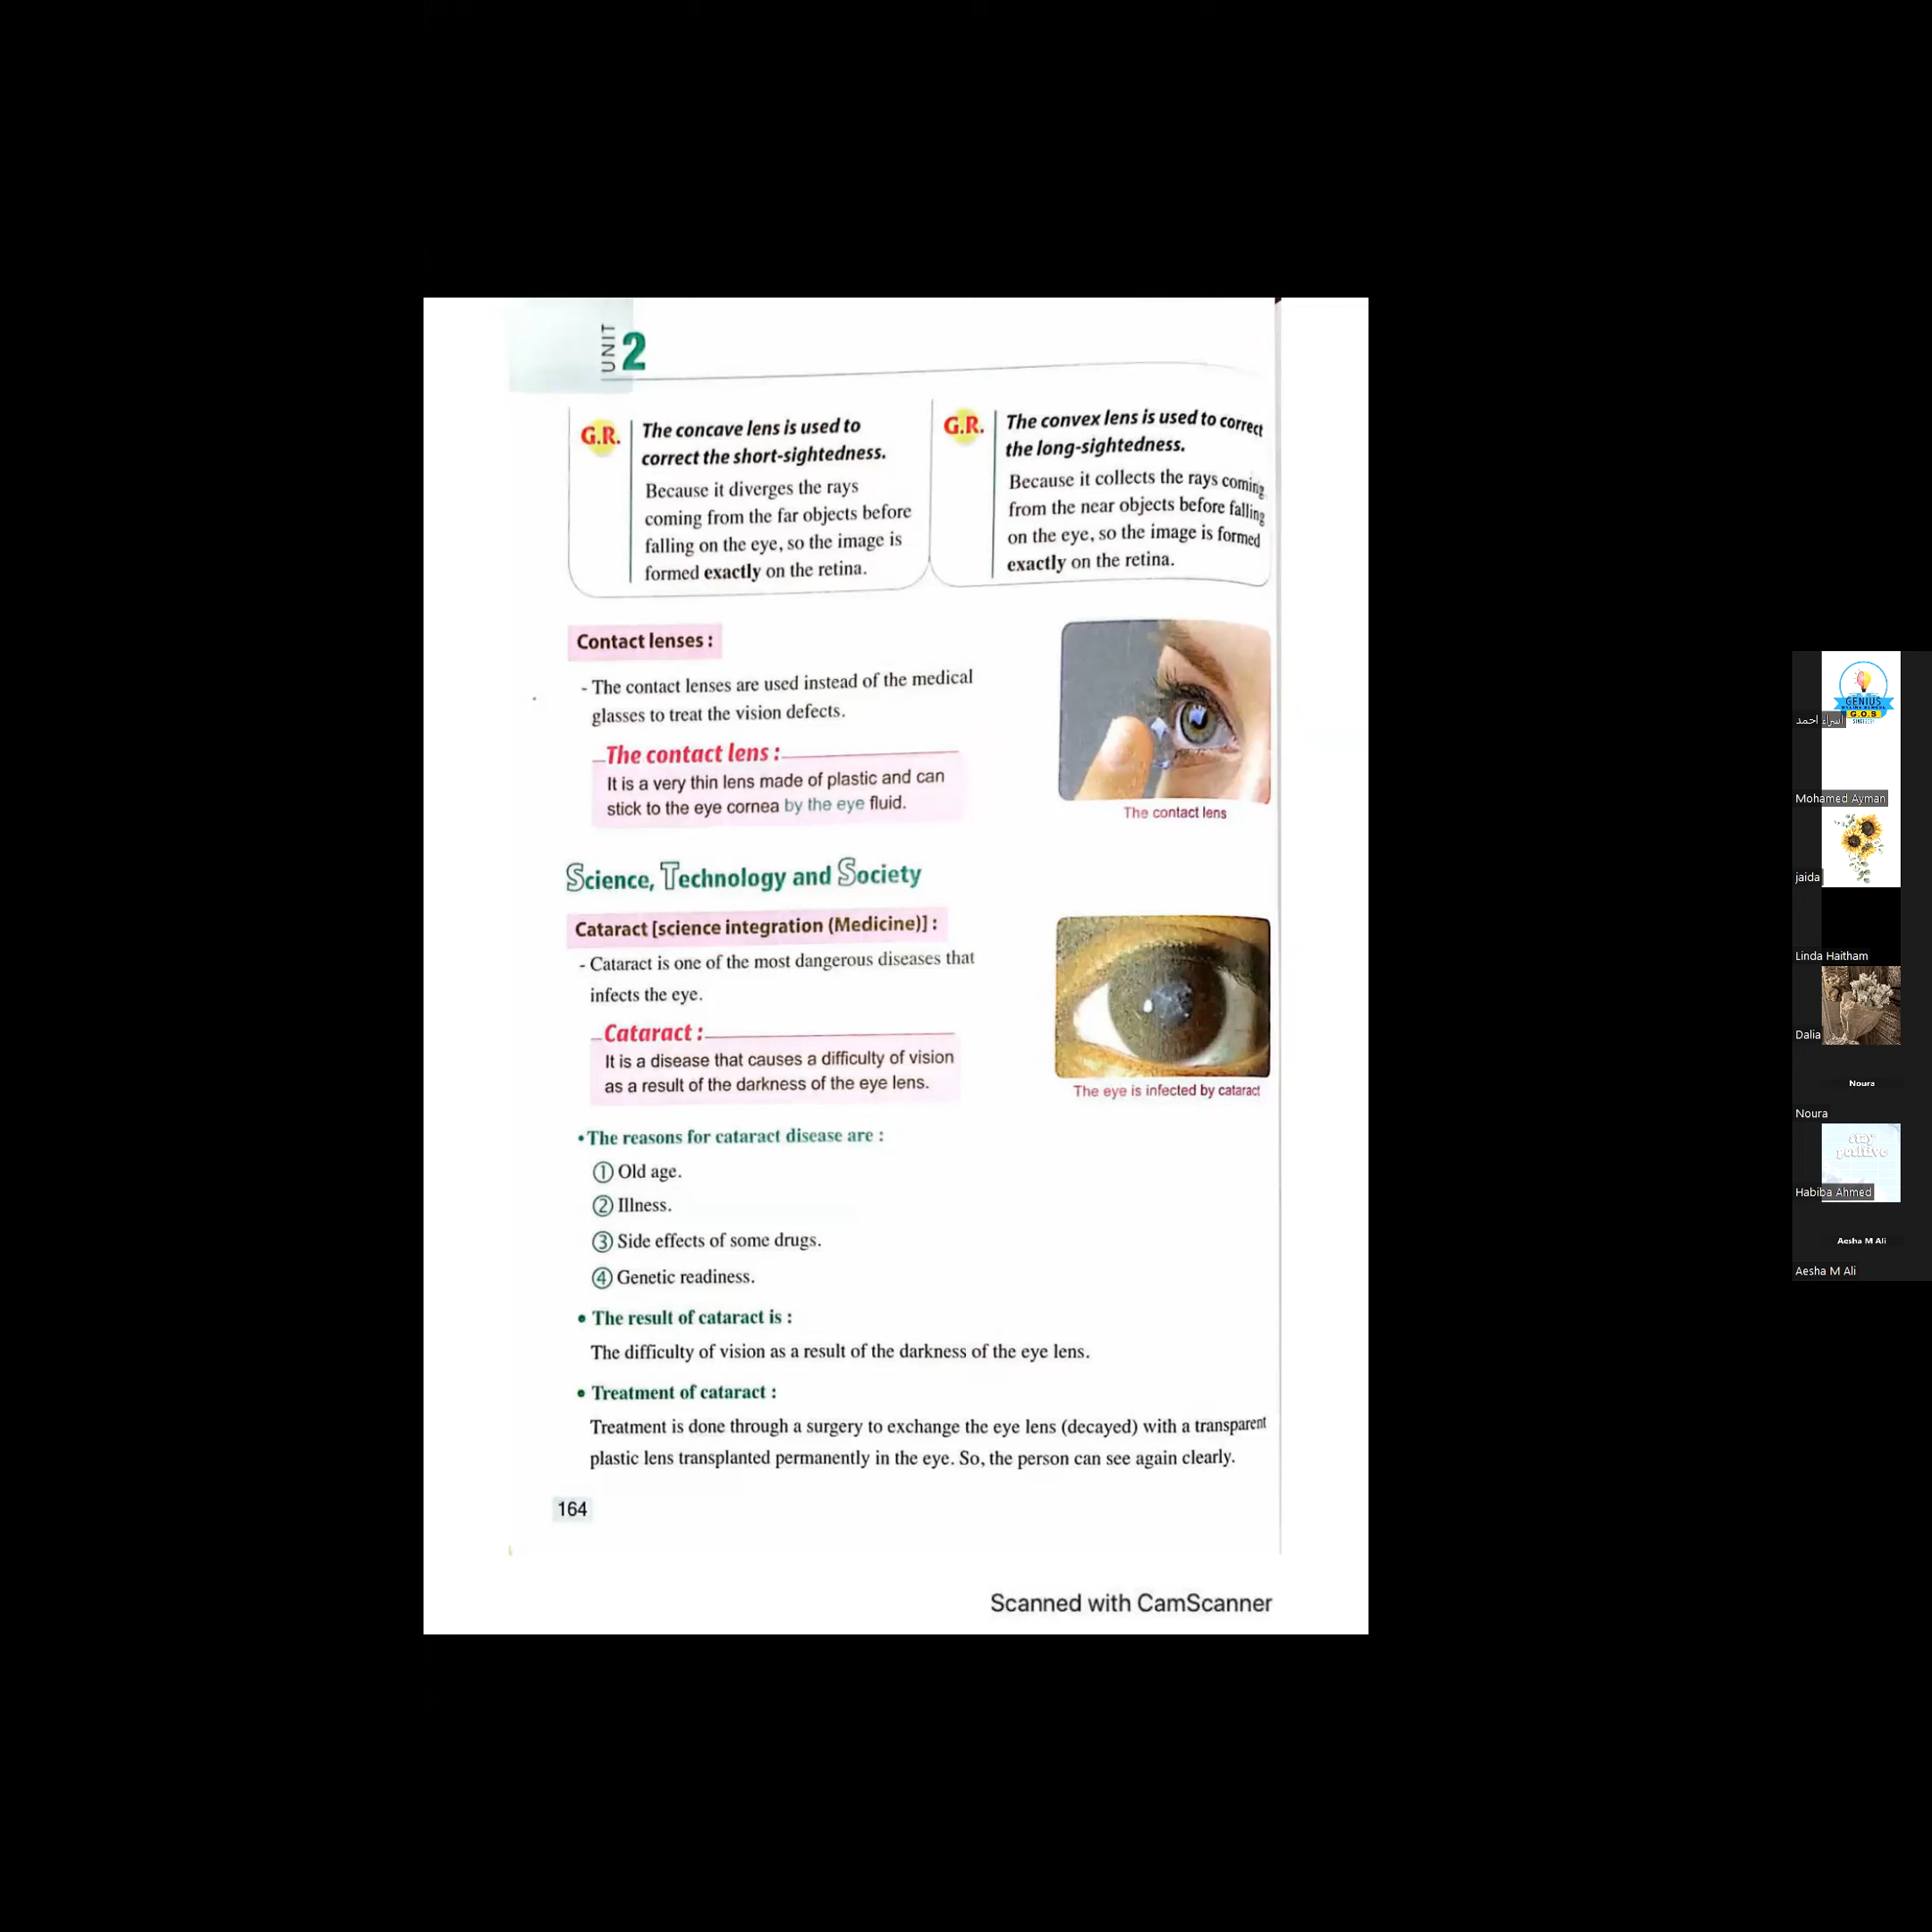 UNIT 2
G.R.
The concave lens is used to
correct the short-sightedness.
Because it diverges the rays
coming from the far objects before
falling on the eye, so the image is
formed exactly on the retina.
G.R.
The convex lens is used to correct
the long-sightedness.
Because it collects the rays coming
from the near objects before falling
on the eye, so the image is formed
exactly on the retina.
Contact lenses :
- The contact lenses are used instead of the medical
glasses to treat the vision defects.
The contact lens :
It is a very thin lens made of plastic and can
stick to the eye cornea by the eye fluid.
The contact lens
Science, Technology and Society
Cataract [science integration (Medicine)] :
- Cataract is one of the most dangerous diseases that
infects the eye.
Cataract :
It is a disease that causes a difficulty of vision
as a result of the darkness of the eye lens.
The eye is infected by cataract
• The reasons for cataract disease are :
① Old age.
② Illness.
③ Side effects of some drugs.
④ Genetic readiness.
• The result of cataract is :
The difficulty of vision as a result of the darkness of the eye lens.
• Treatment of cataract :
Treatment is done through a surgery to exchange the eye lens (decayed) with a transparent
plastic lens transplanted permanently in the eye. So, the person can see again clearly.
164
Scanned with CamScanner
GENIUS
G.O.S
اسراء احمد
Mohamed Ayman
jaida
Linda Haitham
Dalia
Noura
Noura
stay
positive
Habiba Ahmed
Aesha M Ali
Aesha M Ali